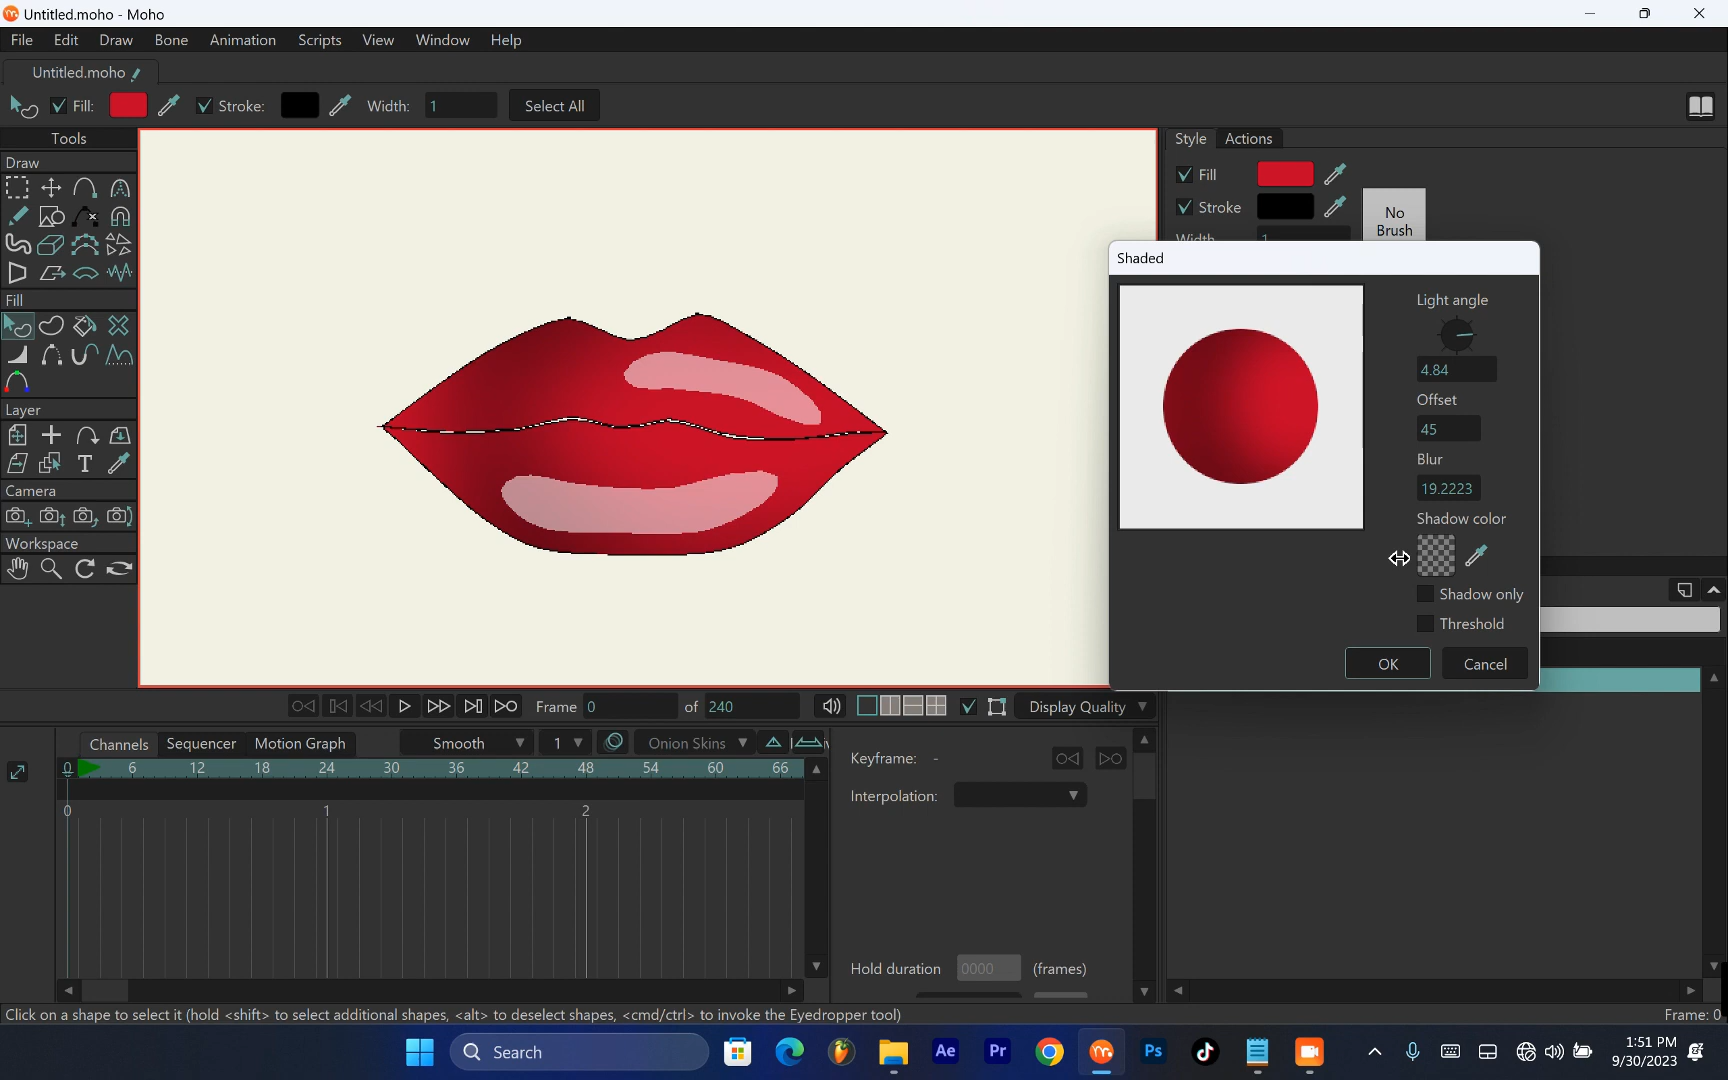 Untitled.moho - Moho
File Edit Draw Bone Animation Scripts View Window Help
Untitled.moho
Fill: Stroke: Width: 1 Select All
Tools
Draw
Fill
Layer
T
Camera
Workspace
Style Actions
Fill
Stroke
No
Brush
Width 1
Shaded
Light angle
4.84
Offset
45
Blur
19.2223
Shadow color
Shadow only
Threshold
OK Cancel
Frame 0 of 240 Display Quality
Channels Sequencer Motion Graph Smooth 1 Onion Skins
0 6 12 18 24 30 36 42 48 54 60 66
0 1 2
Keyframe: -
Interpolation:
Hold duration 0000 (frames)
Click on a shape to select it (hold <shift> to select additional shapes, <alt> to deselect shapes, <cmd/ctrl> to invoke the Eyedropper tool) Frame: 0
Search Ae Pr Ps 1:51 PM
9/30/2023